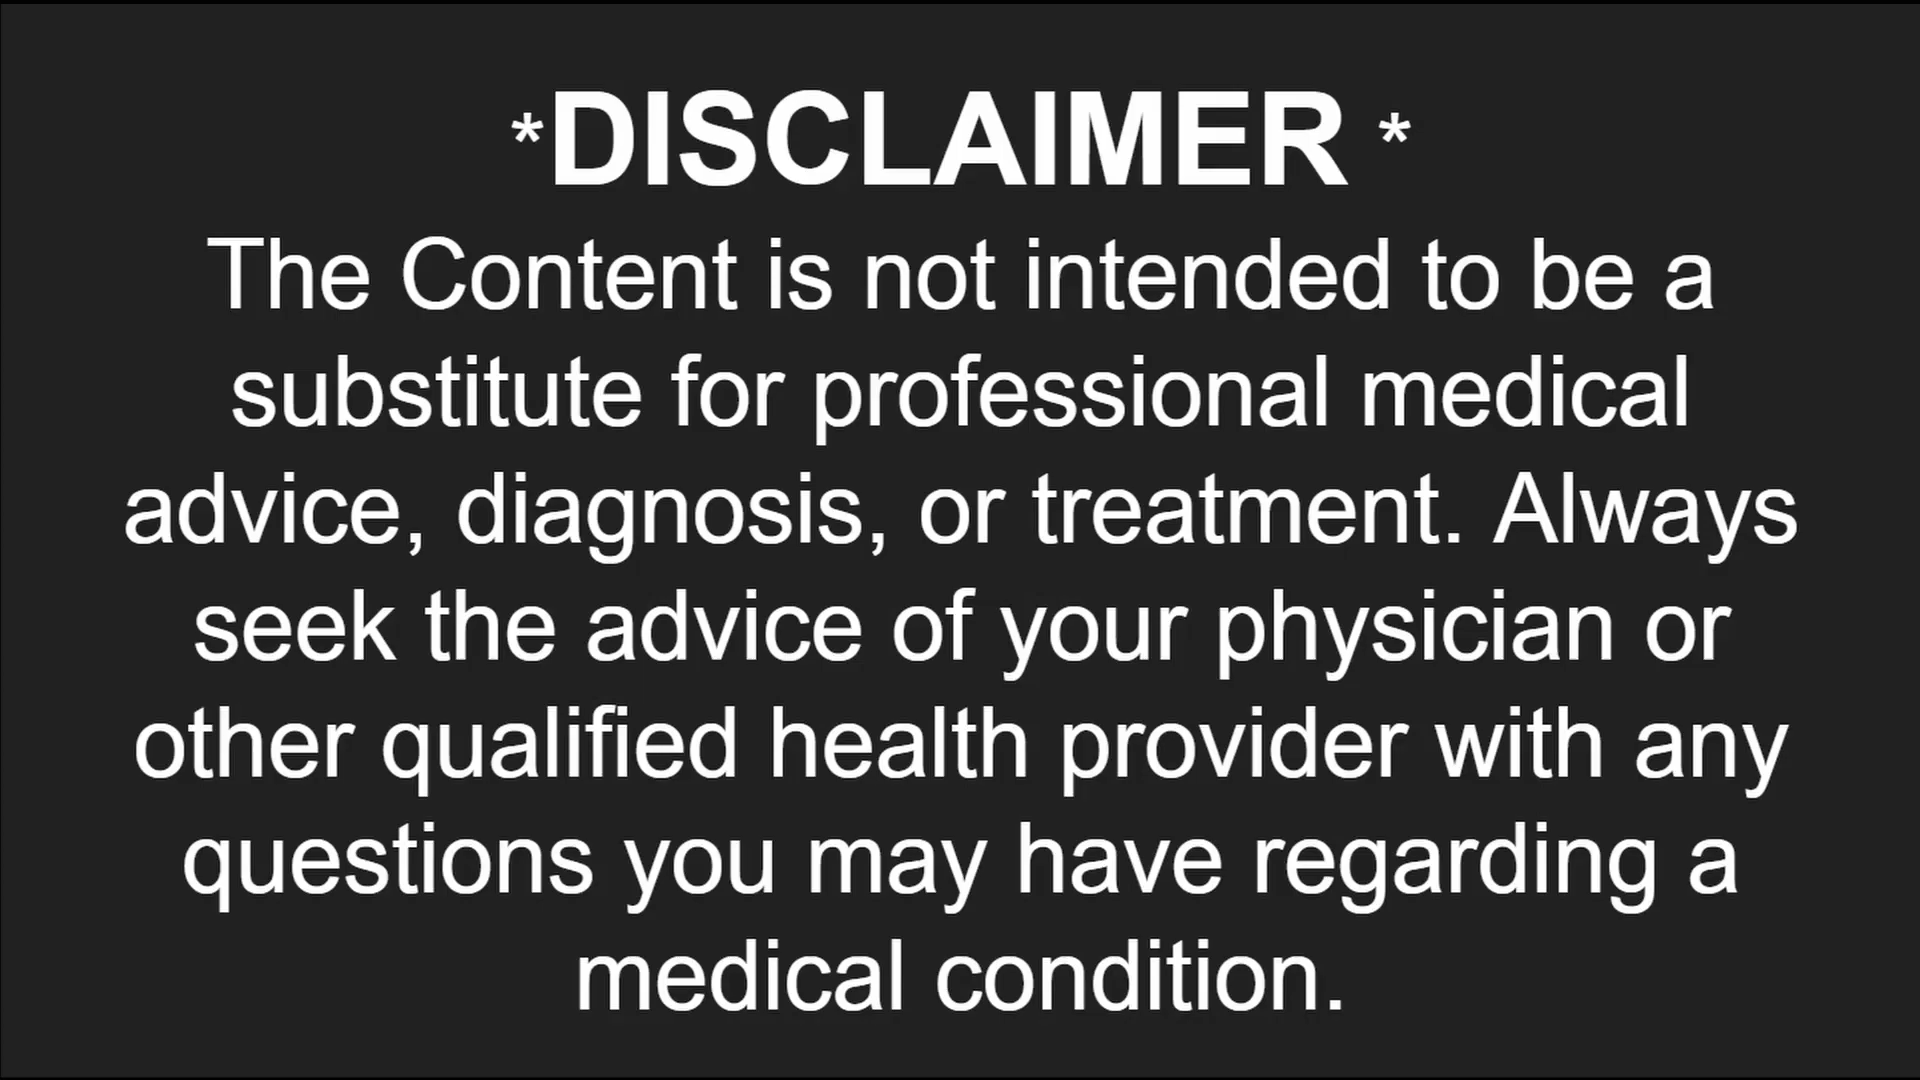 *DISCLAIMER *
The Content is not intended to be a
substitute for professional medical
advice, diagnosis, or treatment. Always
seek the advice of your physician or
other qualified health provider with any
questions you may have regarding a
medical condition.